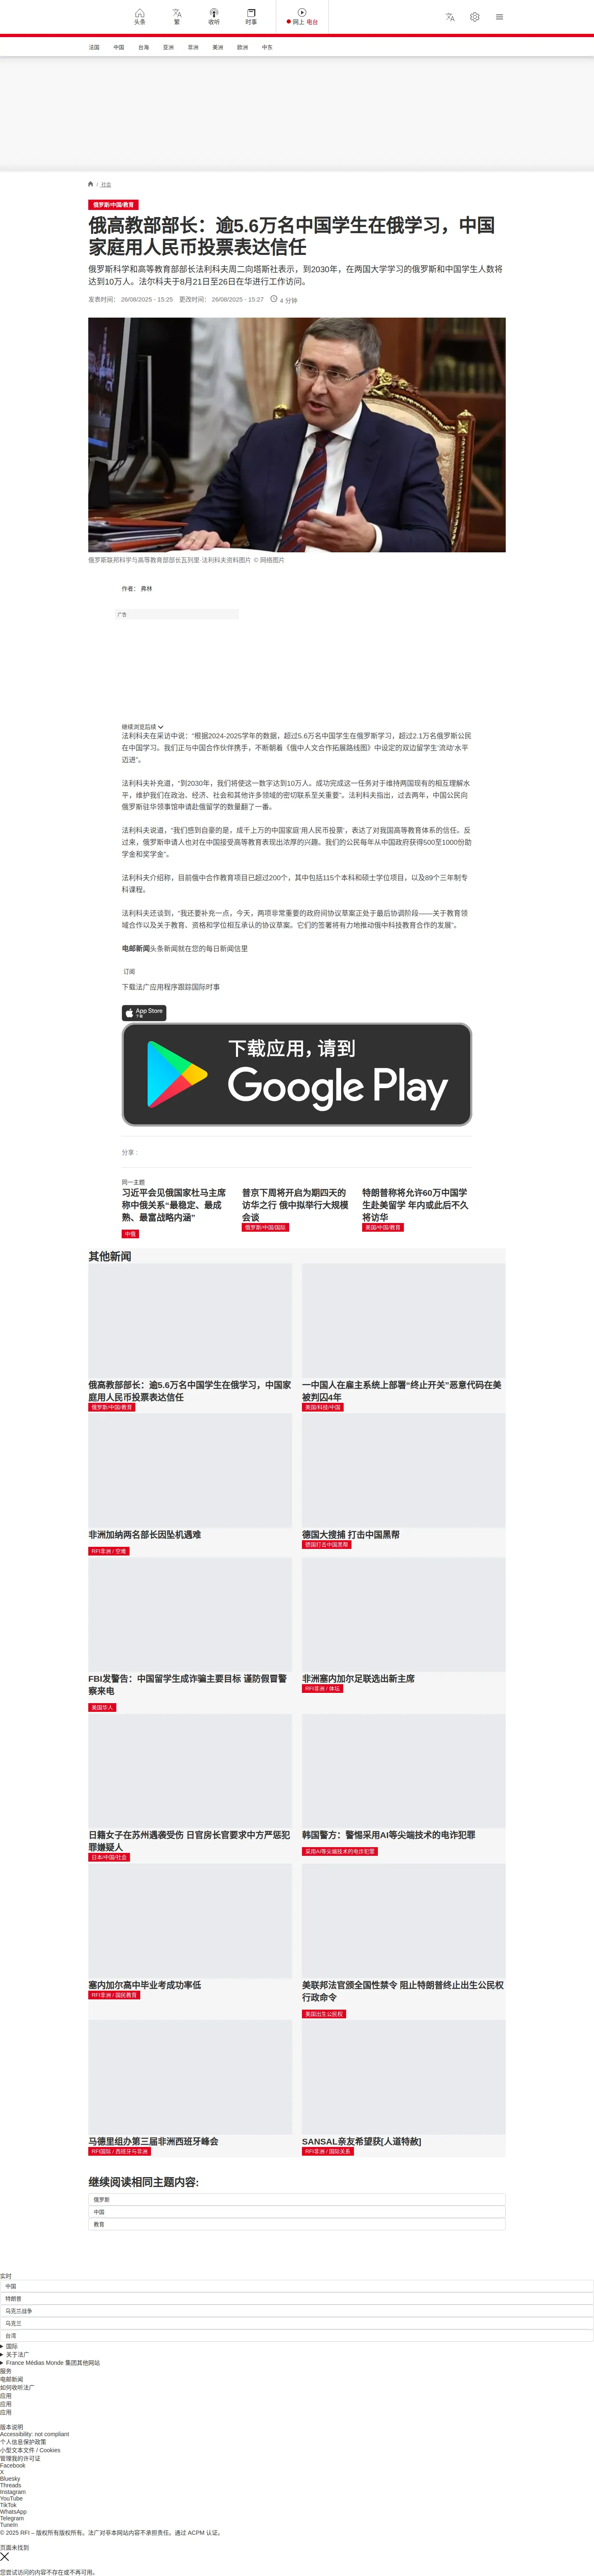 头条
繁
收听
时事
网上 电台
法国
中国
台海
亚洲
非洲
美洲
欧洲
中东
/ 社会
俄罗斯/中国/教育
俄高教部部长：逾5.6万名中国学生在俄学习，中国
家庭用人民币投票表达信任
俄罗斯科学和高等教育部部长法利科夫周二向塔斯社表示，到2030年，在两国大学学习的俄罗斯和中国学生人数将
达到10万人。法尔科夫于8月21日至26日在华进行工作访问。
发表时间： 26/08/2025 - 15:25 更改时间： 26/08/2025 - 15:27 4 分钟
俄罗斯联邦科学与高等教育部部长瓦列里·法利科夫资料图片 © 网络图片
作者： 弗林
广告
继续浏览后续
法利科夫在采访中说：“根据2024-2025学年的数据，超过5.6万名中国学生在俄罗斯学习，超过2.1万名俄罗斯公民
在中国学习。我们正与中国合作伙伴携手，不断朝着《俄中人文合作拓展路线图》中设定的双边留学生‘流动’水平
迈进”。
法利科夫补充道，“到2030年，我们将使这一数字达到10万人。成功完成这一任务对于维持两国现有的相互理解水
平，维护我们在政治、经济、社会和其他许多领域的密切联系至关重要”。法利科夫指出，过去两年，中国公民向
俄罗斯驻华领事馆申请赴俄留学的数量翻了一番。
法利科夫说道，“我们感到自豪的是，成千上万的中国家庭‘用人民币投票’，表达了对我国高等教育体系的信任。反
过来，俄罗斯申请人也对在中国接受高等教育表现出浓厚的兴趣。我们的公民每年从中国政府获得500至1000份助
学金和奖学金”。
法利科夫介绍称，目前俄中合作教育项目已超过200个，其中包括115个本科和硕士学位项目，以及89个三年制专
科课程。
法利科夫还谈到，“我还要补充一点，今天，两项非常重要的政府间协议草案正处于最后协调阶段——关于教育领
域合作以及关于教育、资格和学位相互承认的协议草案。它们的签署将有力地推动俄中科技教育合作的发展”。
电邮新闻头条新闻就在您的每日新闻信里
订阅
下载法广应用程序跟踪国际时事
App Store
下载
下载应用，请到
Google Play
分享 :
同一主题
习近平会见俄国家杜马主席
称中俄关系“最稳定、最成
熟、最富战略内涵”
中俄
普京下周将开启为期四天的
访华之行 俄中拟举行大规模
会谈
俄罗斯/中国/国际
特朗普称将允许60万中国学
生赴美留学 年内或此后不久
将访华
美国/中国/教育
其他新闻
俄高教部部长：逾5.6万名中国学生在俄学习，中国家
庭用人民币投票表达信任
俄罗斯/中国/教育
一中国人在雇主系统上部署“终止开关”恶意代码在美
被判囚4年
美国/科技/中国
非洲加纳两名部长因坠机遇难
RFI非洲 / 空难
德国大搜捕 打击中国黑帮
德国打击中国黑帮
FBI发警告：中国留学生成诈骗主要目标 谨防假冒警
察来电
美国华人
非洲塞内加尔足联选出新主席
RFI非洲 / 体坛
日籍女子在苏州遇袭受伤 日官房长官要求中方严惩犯
罪嫌疑人
日本/中国/社会
韩国警方：警惕采用AI等尖端技术的电诈犯罪
采用AI等尖端技术的电诈犯罪
塞内加尔高中毕业考成功率低
RFI非洲 / 国民教育
美联邦法官颁全国性禁令 阻止特朗普终止出生公民权
行政命令
美国出生公民权
马德里组办第三届非洲西班牙峰会
RFI国际 / 西班牙与非洲
SANSAL亲友希望获[人道特赦]
RFI非洲 / 国际关系
继续阅读相同主题内容:
俄罗斯
中国
教育
实时
中国
特朗普
乌克兰战争
乌克兰
台湾
国际
关于法广
France Médias Monde 集团其他网站
服务
电邮新闻
如何收听法广
应用
应用
应用
版本说明
Accessibility: not compliant
个人信息保护政策
小型文本文件 / Cookies
管理我的许可证
Facebook
X
Bluesky
Threads
Instagram
YouTube
TikTok
WhatsApp
Telegram
TuneIn
© 2025 RFI – 版权所有版权所有。法广对非本网站内容不承担责任。通过 ACPM 认证。
页面未找到
您尝试访问的内容不存在或不再可用。